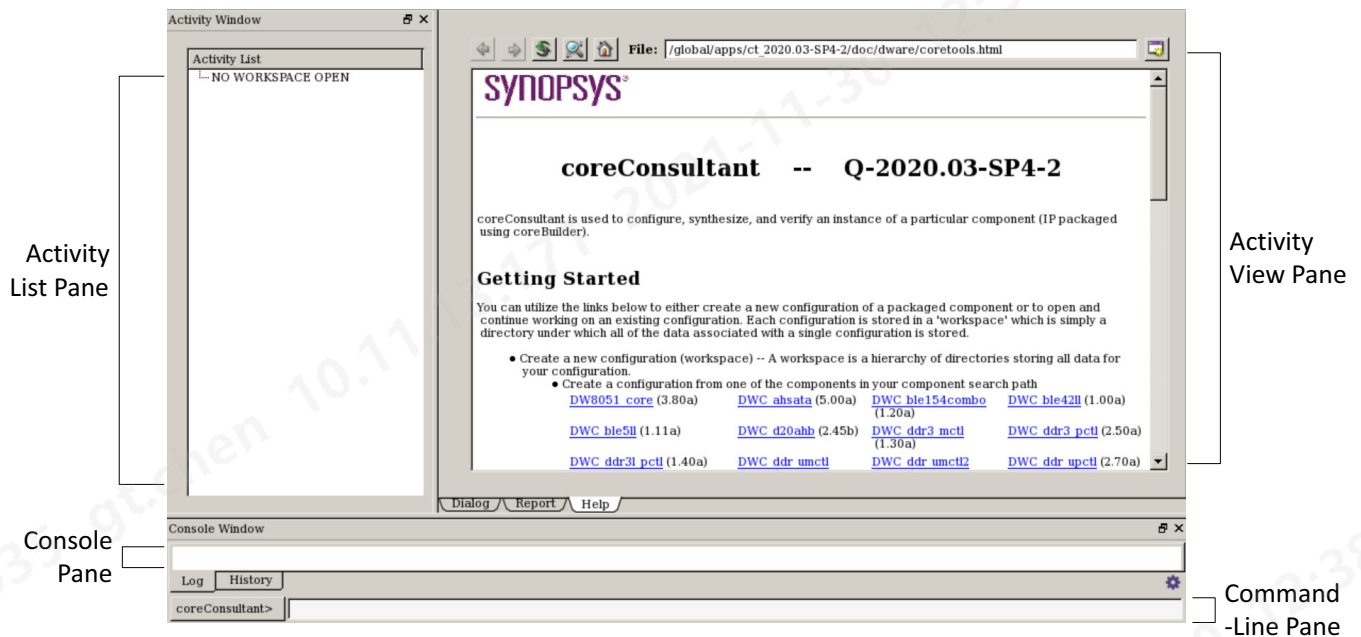 Activity Window
Activity List
NO WORKSPACE OPEN
File: /global/apps/ct_2020.03-SP4-2/doc/dware/coretools.html
SYNOPSYS®
coreConsultant -- Q-2020.03-SP4-2
coreConsultant is used to configure, synthesize, and verify an instance of a particular component (IP packaged
using coreBuilder).
Getting Started
You can utilize the links below to either create a new configuration of a packaged component or to open and
continue working on an existing configuration. Each configuration is stored in a 'workspace' which is simply a
directory under which all of the data associated with a single configuration is stored.
● Create a new configuration (workspace) -- A workspace is a hierarchy of directories storing all data for
your configuration.
● Create a configuration from one of the components in your component search path
DW8051_core (3.80a) DWC_ahsata (5.00a) DWC_ble154combo (1.20a) DWC_ble42ll (1.00a)
DWC_ble5ll (1.11a) DWC_d20ahb (2.45b) DWC_ddr3_mctl (1.30a) DWC_ddr3_pctl (2.50a)
DWC_ddr3l_pctl (1.40a) DWC_ddr_umctl DWC_ddr_umctl2 DWC_ddr_upctl (2.70a)
Dialog Report Help
Console Window
Log History
coreConsultant>
Activity
List Pane
Activity
View Pane
Console
Pane
Command
-Line Pane